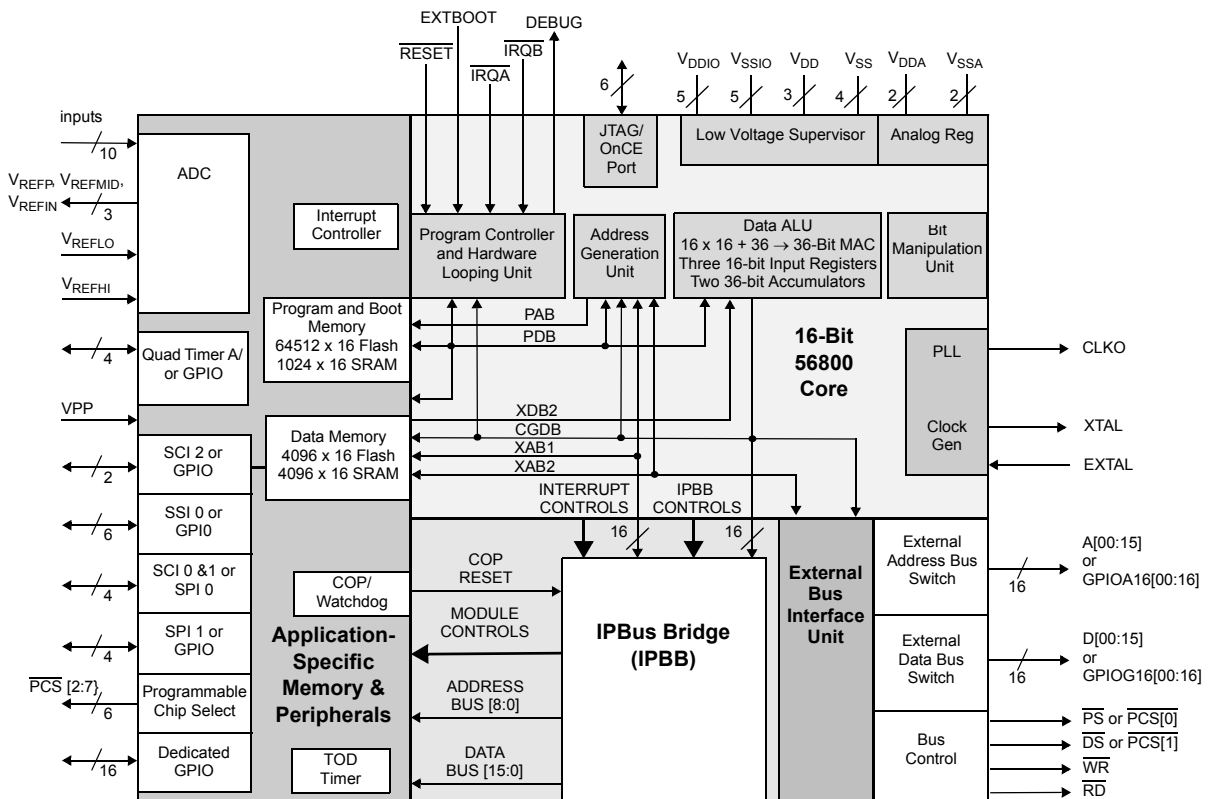 EXTBOOT
DEBUG
RESET
IRQB
IRQA
6
VDDIO
VSSIO
VDD
VSS
VDDA
VSSA
5
5
3
4
2
2
inputs
10
ADC
VREFP, VREFMID,
VREFIN
3
VREFLO
VREFHI
JTAG/
OnCE
Port
Low Voltage Supervisor
Analog Reg
Interrupt
Controller
Program Controller
and Hardware
Looping Unit
Address
Generation
Unit
Data ALU
16 x 16 + 36 → 36-Bit MAC
Three 16-bit Input Registers
Two 36-bit Accumulators
Bit
Manipulation
Unit
Program and Boot
Memory
64512 x 16 Flash
1024 x 16 SRAM
PAB
PDB
16-Bit
56800
Core
PLL
Clock
Gen
CLKO
XTAL
EXTAL
4
Quad Timer A/
or GPIO
VPP
XDB2
CGDB
XAB1
XAB2
Data Memory
4096 x 16 Flash
4096 x 16 SRAM
SCI 2 or
GPIO
2
SSI 0 or
GPI0
6
SCI 0 &1 or
SPI 0
4
SPI 1 or
GPIO
4
PCS [2:7]
6
Programmable
Chip Select
Dedicated
GPIO
16
INTERRUPT
CONTROLS
16
IPBB
CONTROLS
16
COP/
Watchdog
COP
RESET
MODULE
CONTROLS
Application-
Specific
Memory &
Peripherals
ADDRESS
BUS [8:0]
DATA
BUS [15:0]
TOD
Timer
IPBus Bridge
(IPBB)
External
Bus
Interface
Unit
External
Address Bus
Switch
16
A[00:15]
or
GPIOA16[00:16]
External
Data Bus
Switch
16
D[00:15]
or
GPIOG16[00:16]
Bus
Control
PS or PCS[0]
DS or PCS[1]
WR
RD